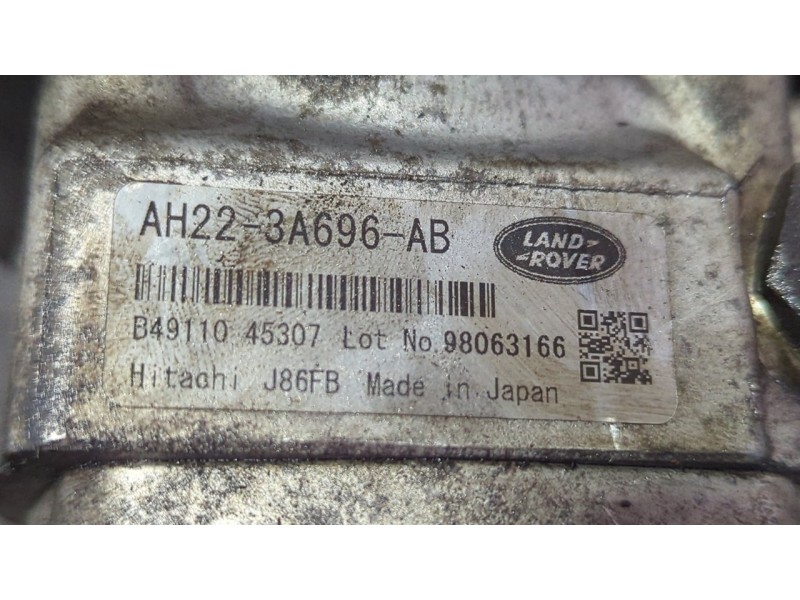 AH22-3A696-AB
LAND-
-ROVER
B49110 45307 Lot No.98063166
Hitachi J86FB Made in Japan